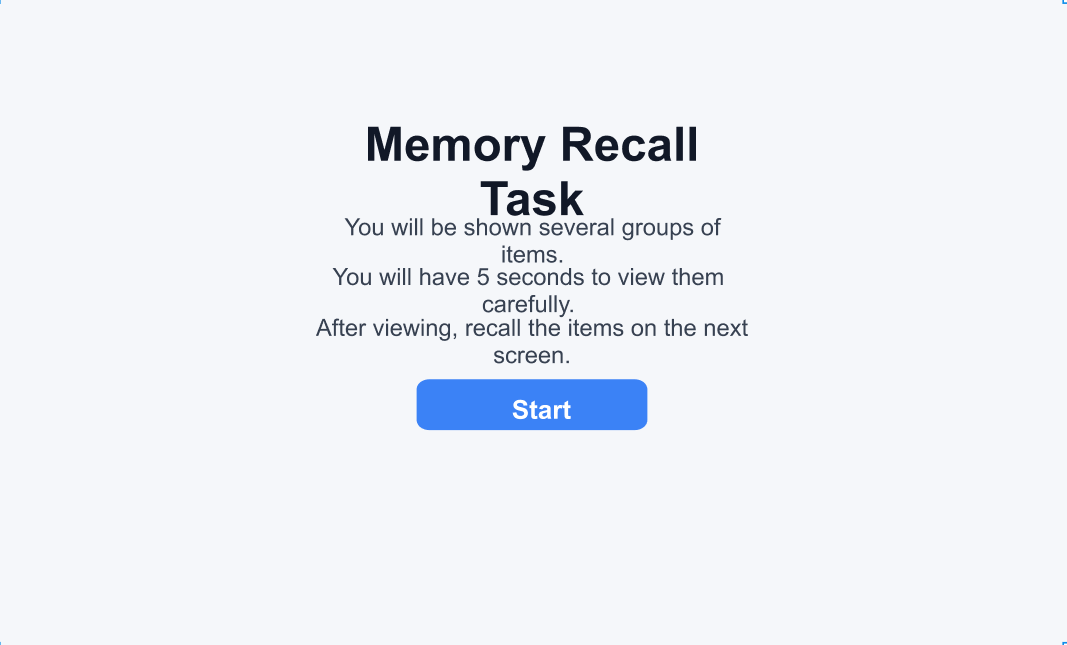 Memory Recall
Task
You will be shown several groups of
items.
You will have 5 seconds to view them
carefully.
After viewing, recall the items on the next
screen.
Start